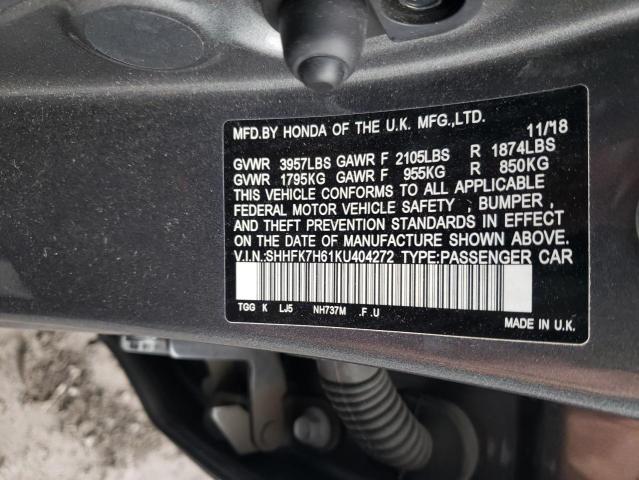 MFD.BY HONDA OF THE U.K. MFG.,LTD. 11/18
GVWR 3957LBS GAWR F 2105LBS R 1874LBS
GVWR 1795KG GAWR F 955KG R 850KG
THIS VEHICLE CONFORMS TO ALL APPLICABLE
FEDERAL MOTOR VEHICLE SAFETY , BUMPER ,
AND THEFT PREVENTION STANDARDS IN EFFECT
ON THE DATE OF MANUFACTURE SHOWN ABOVE.
V.I.N.:SHHFK7H61KU404272 TYPE:PASSENGER CAR
TGG K LJ5 NH737M .F .U
MADE IN U.K.